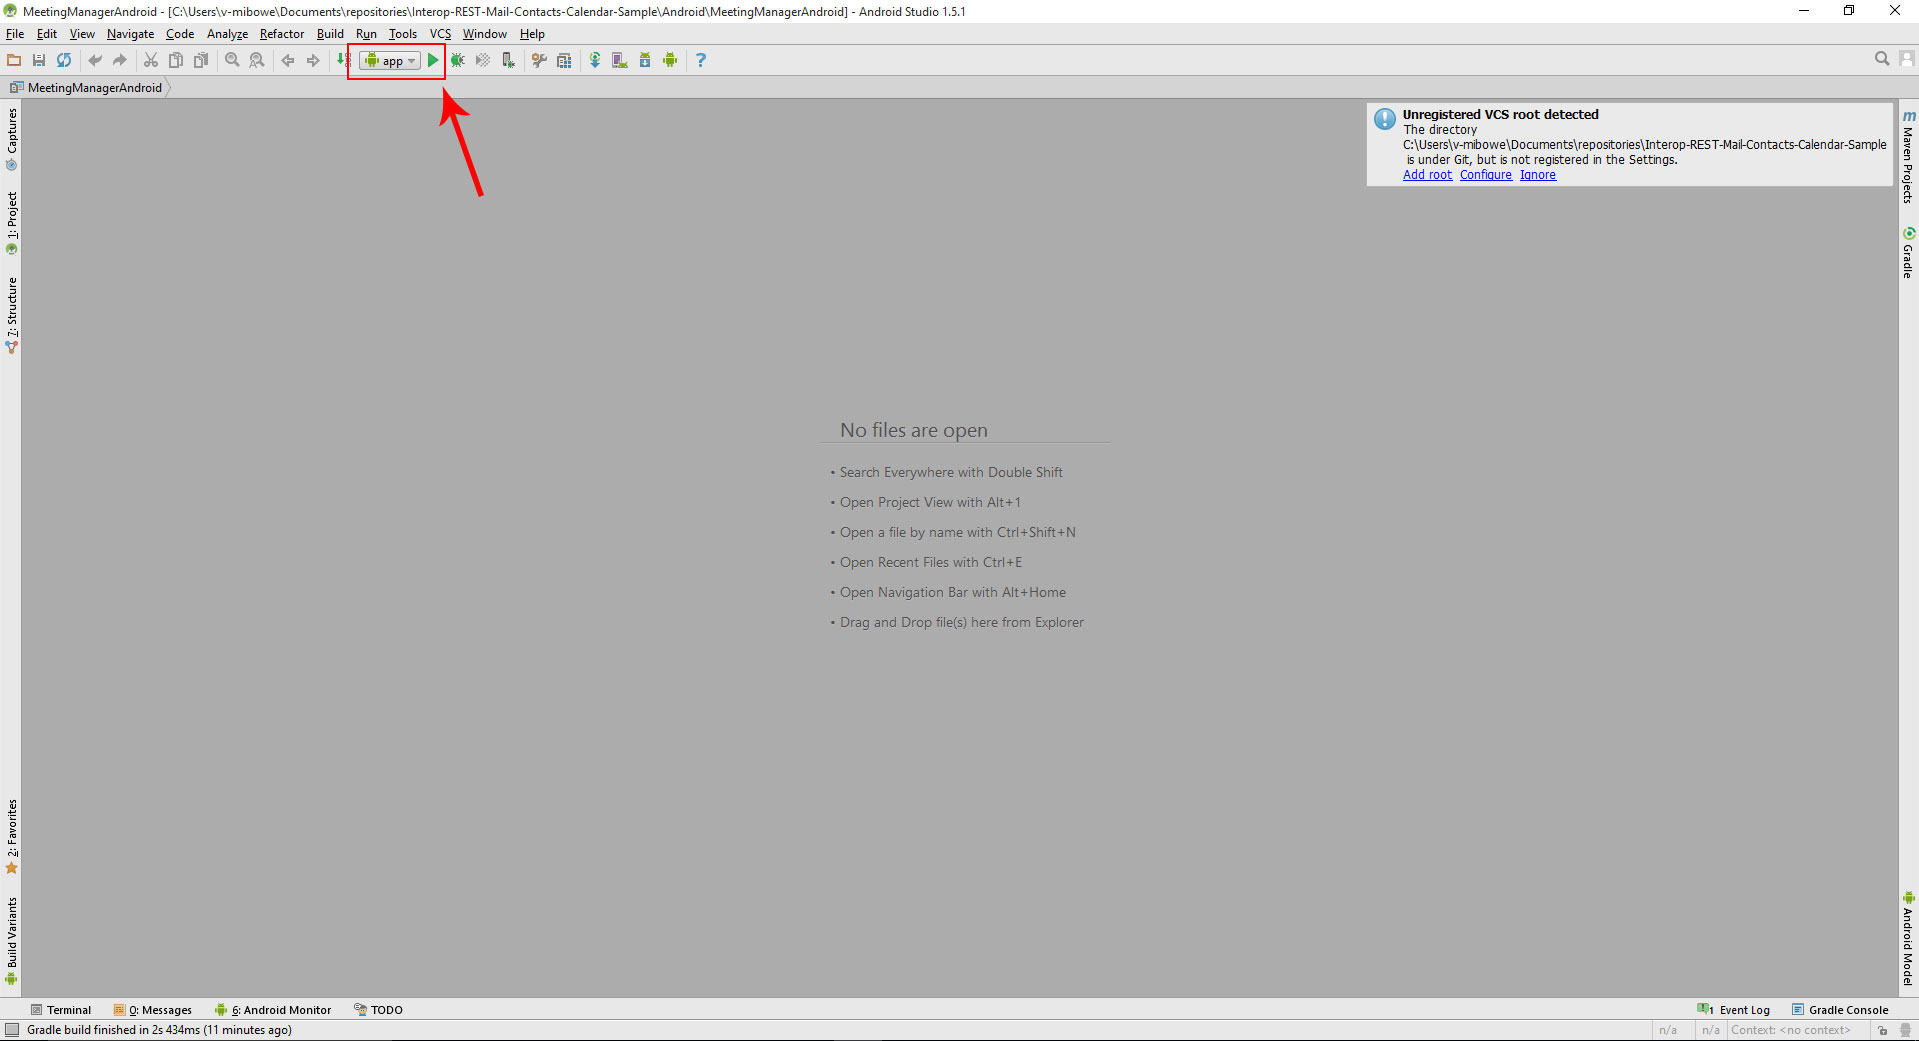 MeetingManagerAndroid - [C:\Users\v-mibowe\Documents\repositories\Interop-REST-Mail-Contacts-Calendar-Sample\Android\MeetingManagerAndroid] - Android Studio 1.5.1
File Edit View Navigate Code Analyze Refactor Build Run Tools VCS Window Help
app
MeetingManagerAndroid
Captures
1: Project
7: Structure
2: Favorites
Build Variants
Unregistered VCS root detected
The directory
C:\Users\v-mibowe\Documents\repositories\Interop-REST-Mail-Contacts-Calendar-Sample
is under Git, but is not registered in the Settings.
Add root Configure Ignore
m
Maven Projects
Gradle
Android Model
No files are open
• Search Everywhere with Double Shift
• Open Project View with Alt+1
• Open a file by name with Ctrl+Shift+N
• Open Recent Files with Ctrl+E
• Open Navigation Bar with Alt+Home
• Drag and Drop file(s) here from Explorer
Terminal 0: Messages 6: Android Monitor TODO 1 Event Log Gradle Console
Gradle build finished in 2s 434ms (11 minutes ago) n/a n/a Context: <no context>